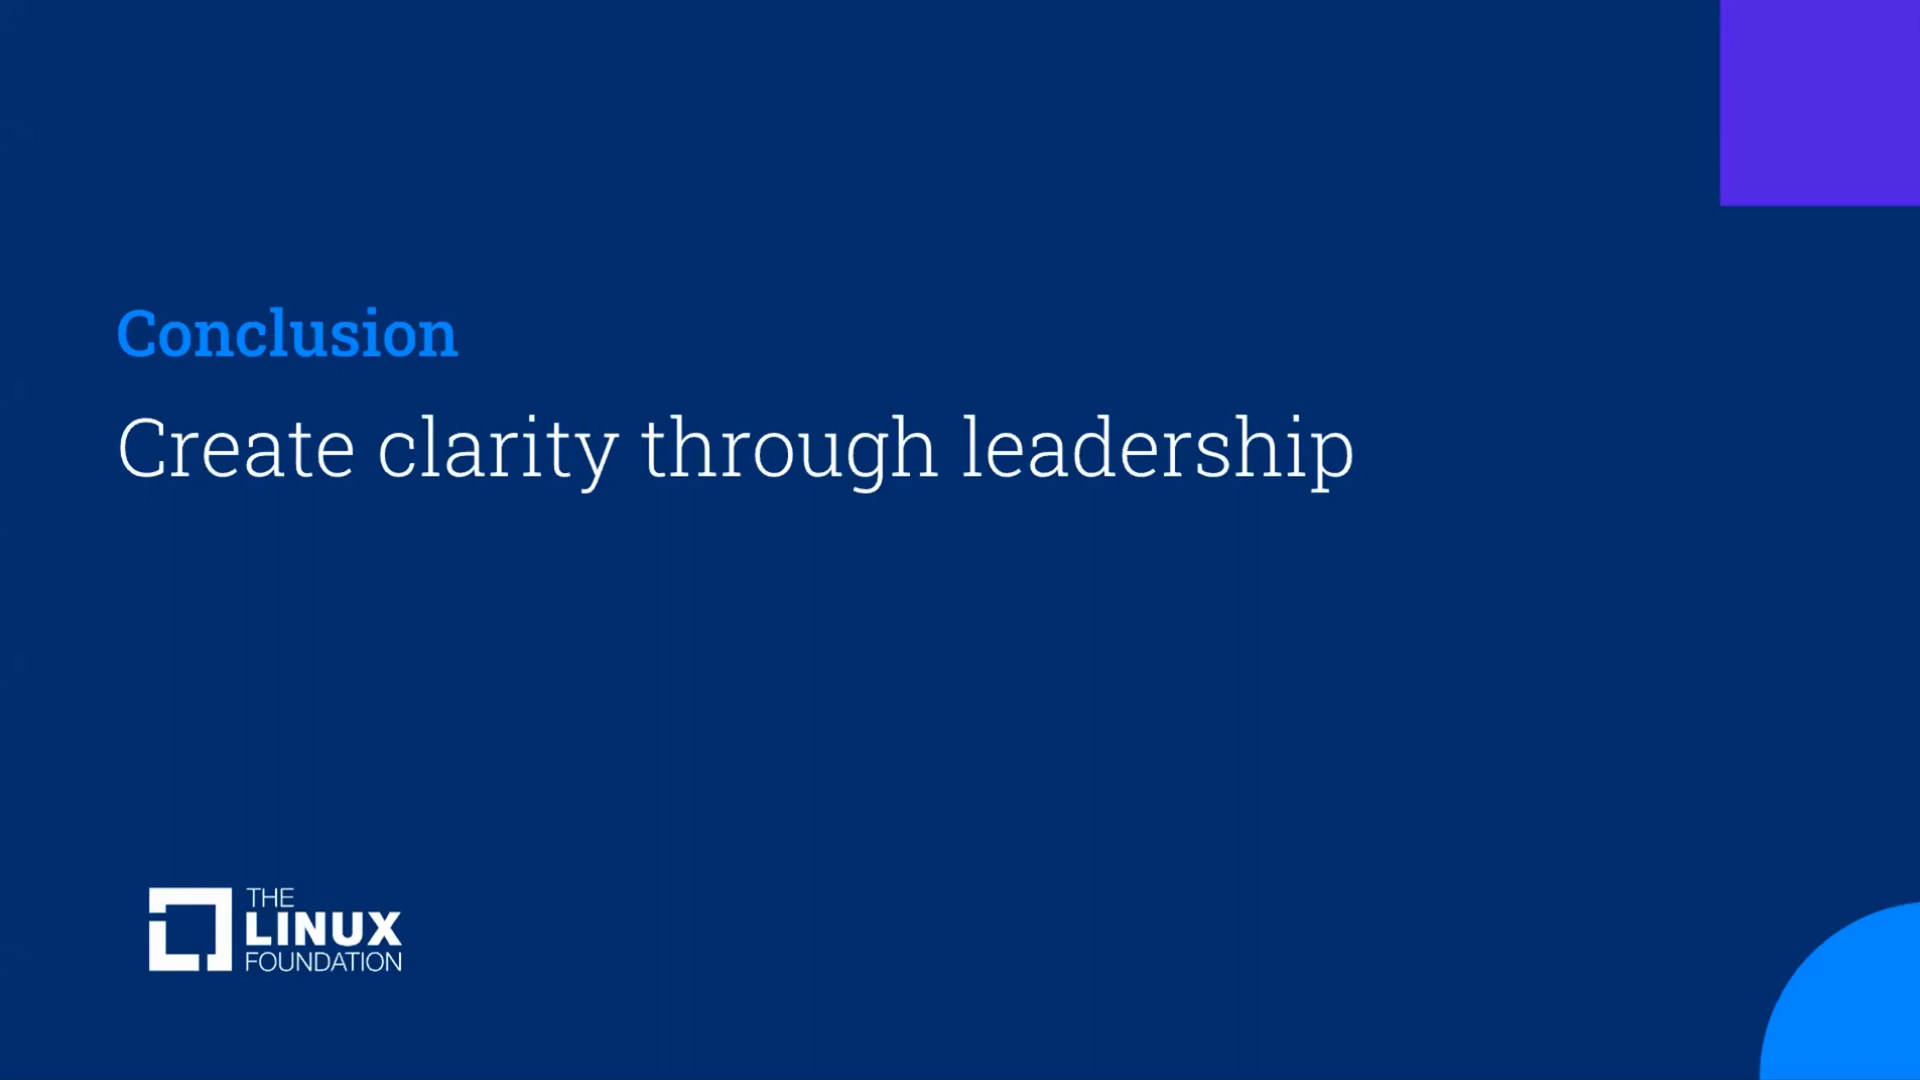 Conclusion
Create clarity through leadership
THE
LINUX
FOUNDATION